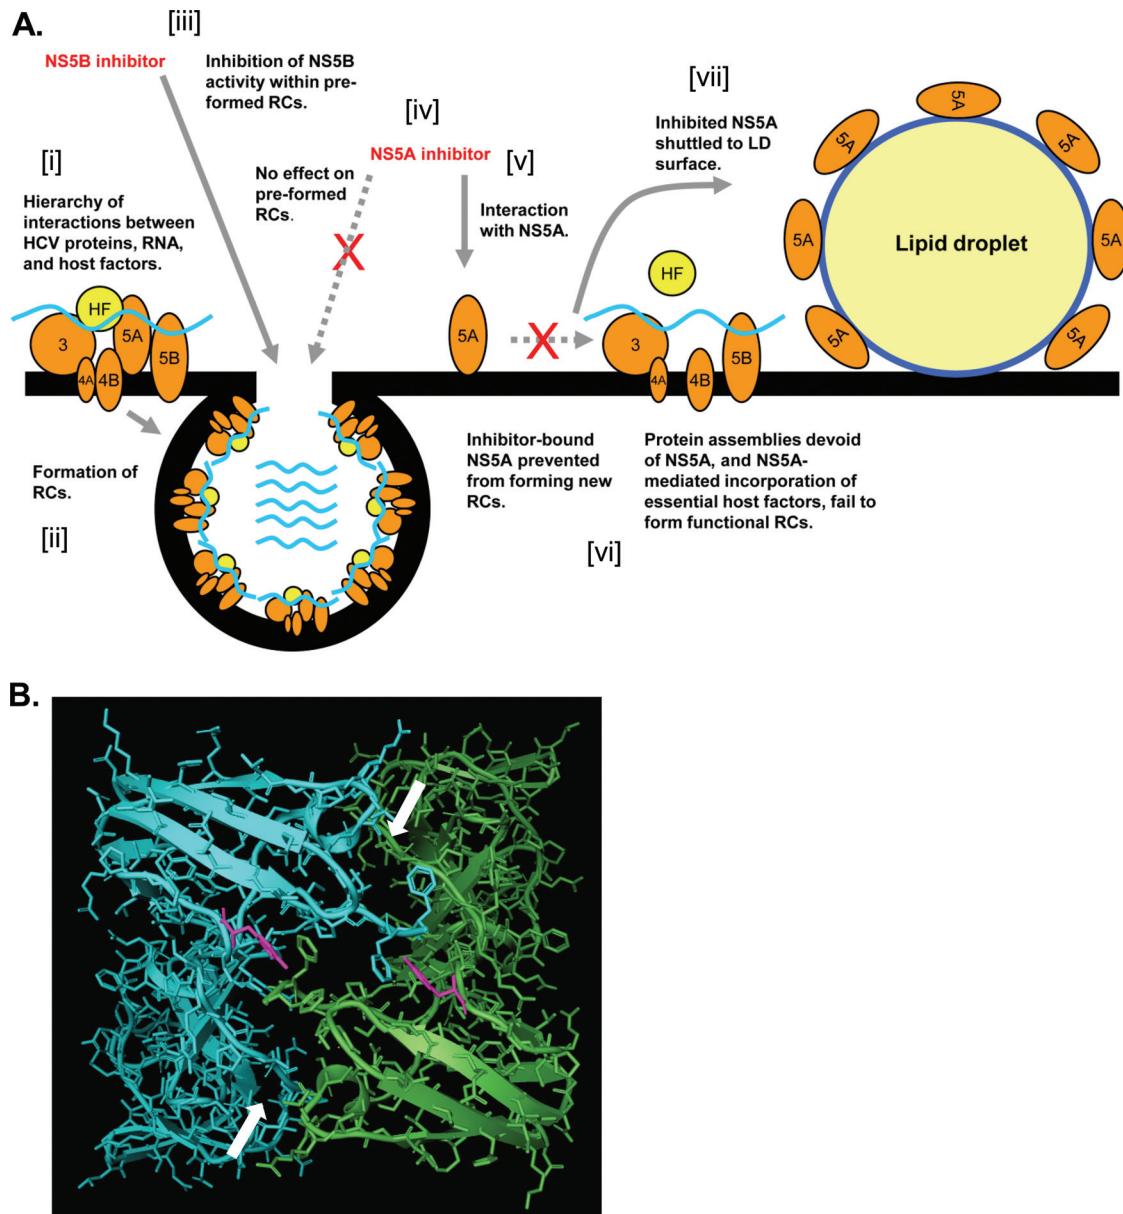 A.
[iii]
NS5B inhibitor
Inhibition of NS5B
activity within pre-
formed RCs.
[iv]
NS5A inhibitor
[vii]
Inhibited NS5A
shuttled to LD
surface.
[i]
Hierarchy of
interactions between
HCV proteins, RNA,
and host factors.
No effect on
pre-formed
RCs.
X
[v]
Interaction
with NS5A.
HF
3
4A
4B
5A
5B
5A
X
HF
3
4A
4B
5B
5A
5A
5A
5A
5A
5A
5A
Lipid droplet
Formation of
RCs.
[ii]
Inhibitor-bound
NS5A prevented
from forming new
RCs.
Protein assemblies devoid
of NS5A, and NS5A-
mediated incorporation of
essential host factors, fail to
form functional RCs.
[vi]
B.